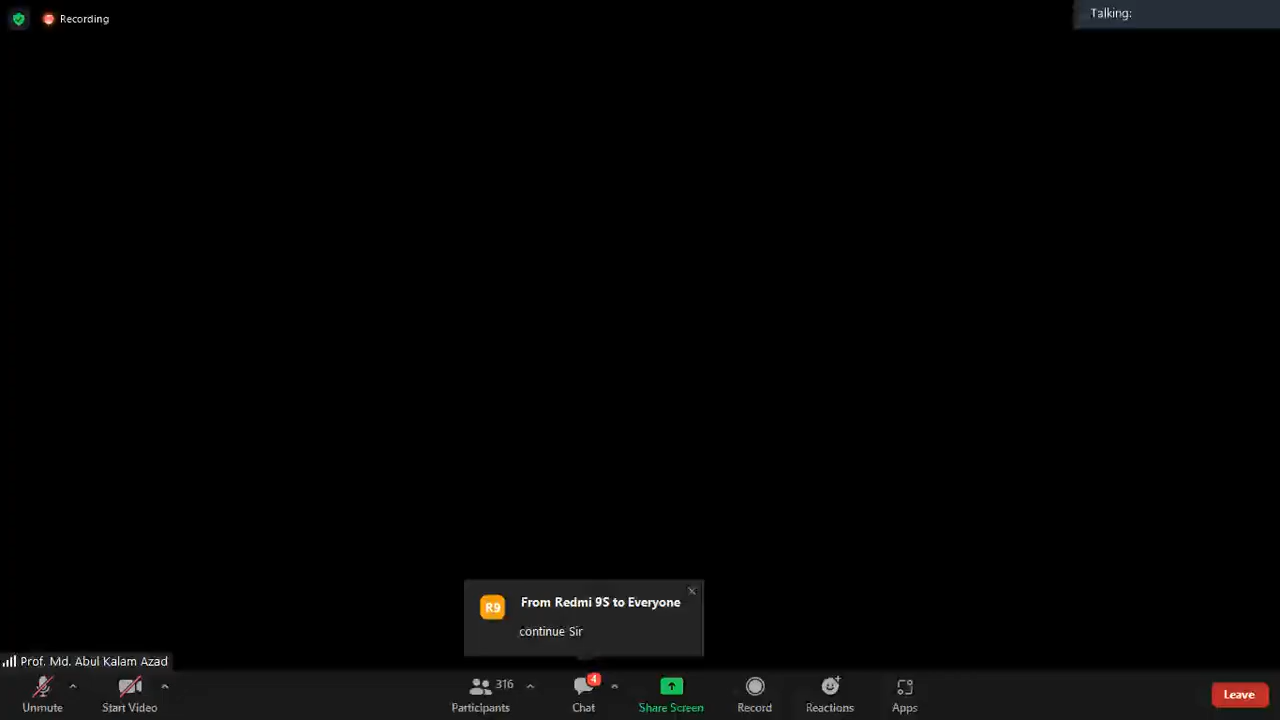 Recording
Talking:
R9
From Redmi 9S to Everyone
continue Sir
Prof. Md. Abul Kalam Azad
Unmute
Start Video
316
Participants
4
Chat
Share Screen
Record
Reactions
Apps
Leave